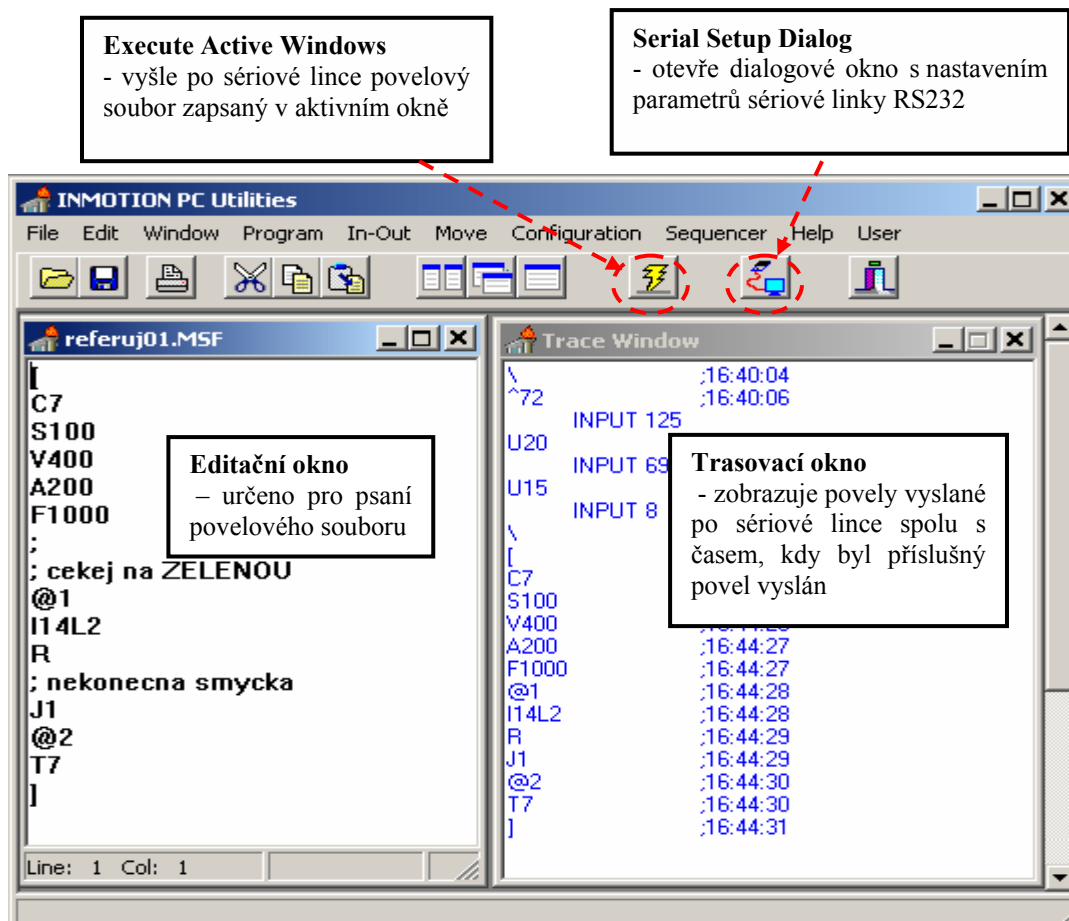 Execute Active Windows
- vyšle po sériové lince povelový
soubor zapsaný v aktivním okně
Serial Setup Dialog
- otevře dialogové okno s nastavením
parametrů sériové linky RS232
INMOTION PC Utilities
File Edit Window Program In-Out Move Configuration Sequencer Help User
referuj01.MSF
[
C7
S100
V400
A200
F1000
;
; cekej na ZELENOU
@1
I14L2
R
; nekonecna smycka
J1
@2
T7
]
Line: 1 Col: 1
Editační okno
– určeno pro psaní
povelového souboru
Trace Window
\ ;16:40:04
^72 ;16:40:06
INPUT 125
U20
INPUT 69
U15
INPUT 8
\
[
C7
S100
V400
A200 ;16:44:27
F1000 ;16:44:27
@1 ;16:44:28
I14L2 ;16:44:28
R ;16:44:29
J1 ;16:44:29
@2 ;16:44:30
T7 ;16:44:30
] ;16:44:31
Trasovací okno
- zobrazuje povely vyslané
po sériové lince spolu s
časem, kdy byl příslušný
povel vyslán